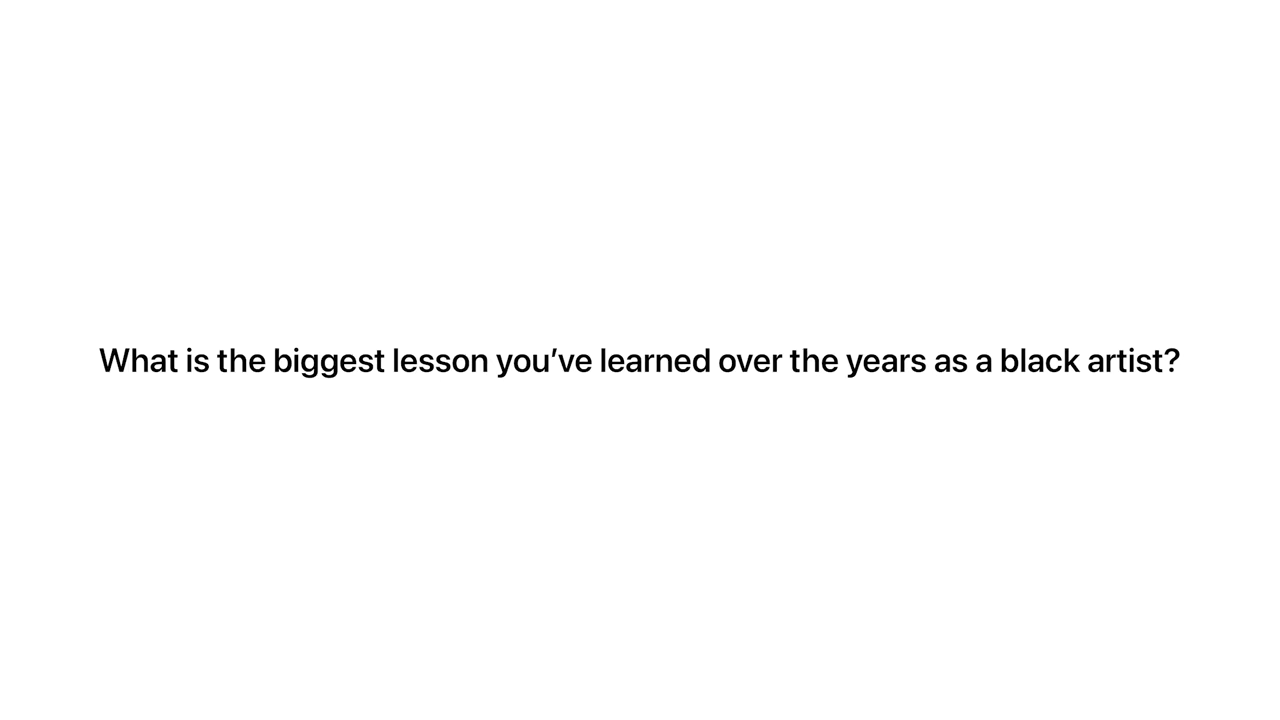 What is the biggest lesson you’ve learned over the years as a black artist?